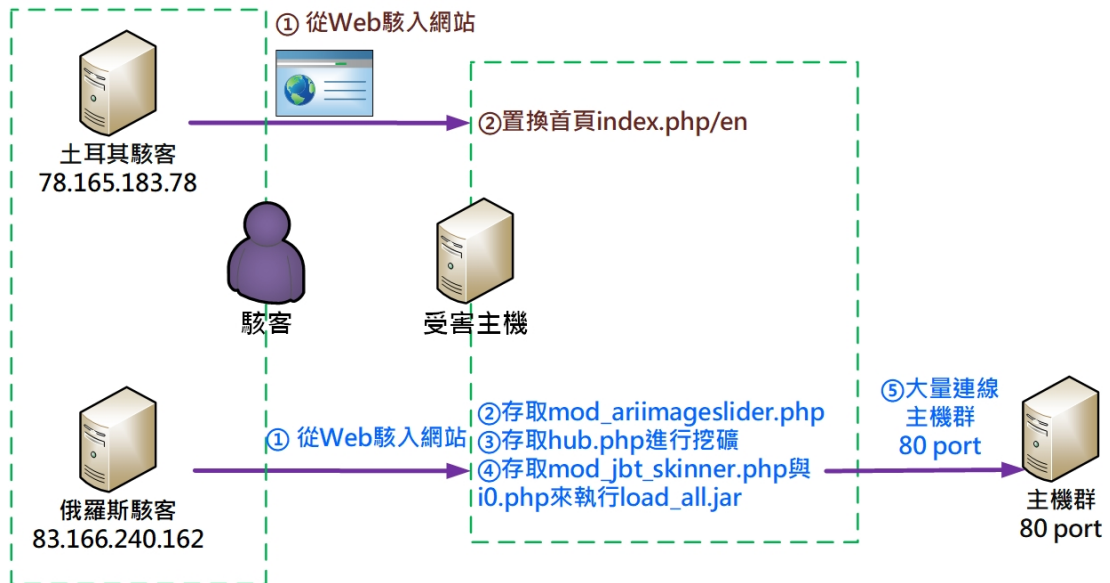 ① 從Web駭入網站
②置換首頁index.php/en
土耳其駭客
78.165.183.78
駭客
受害主機
俄羅斯駭客
83.166.240.162
① 從Web駭入網站
②存取mod_ariimageslider.php
③存取hub.php進行挖礦
④存取mod_jbt_skinner.php與
i0.php來執行load_all.jar
⑤大量連線
主機群
80 port
主機群
80 port